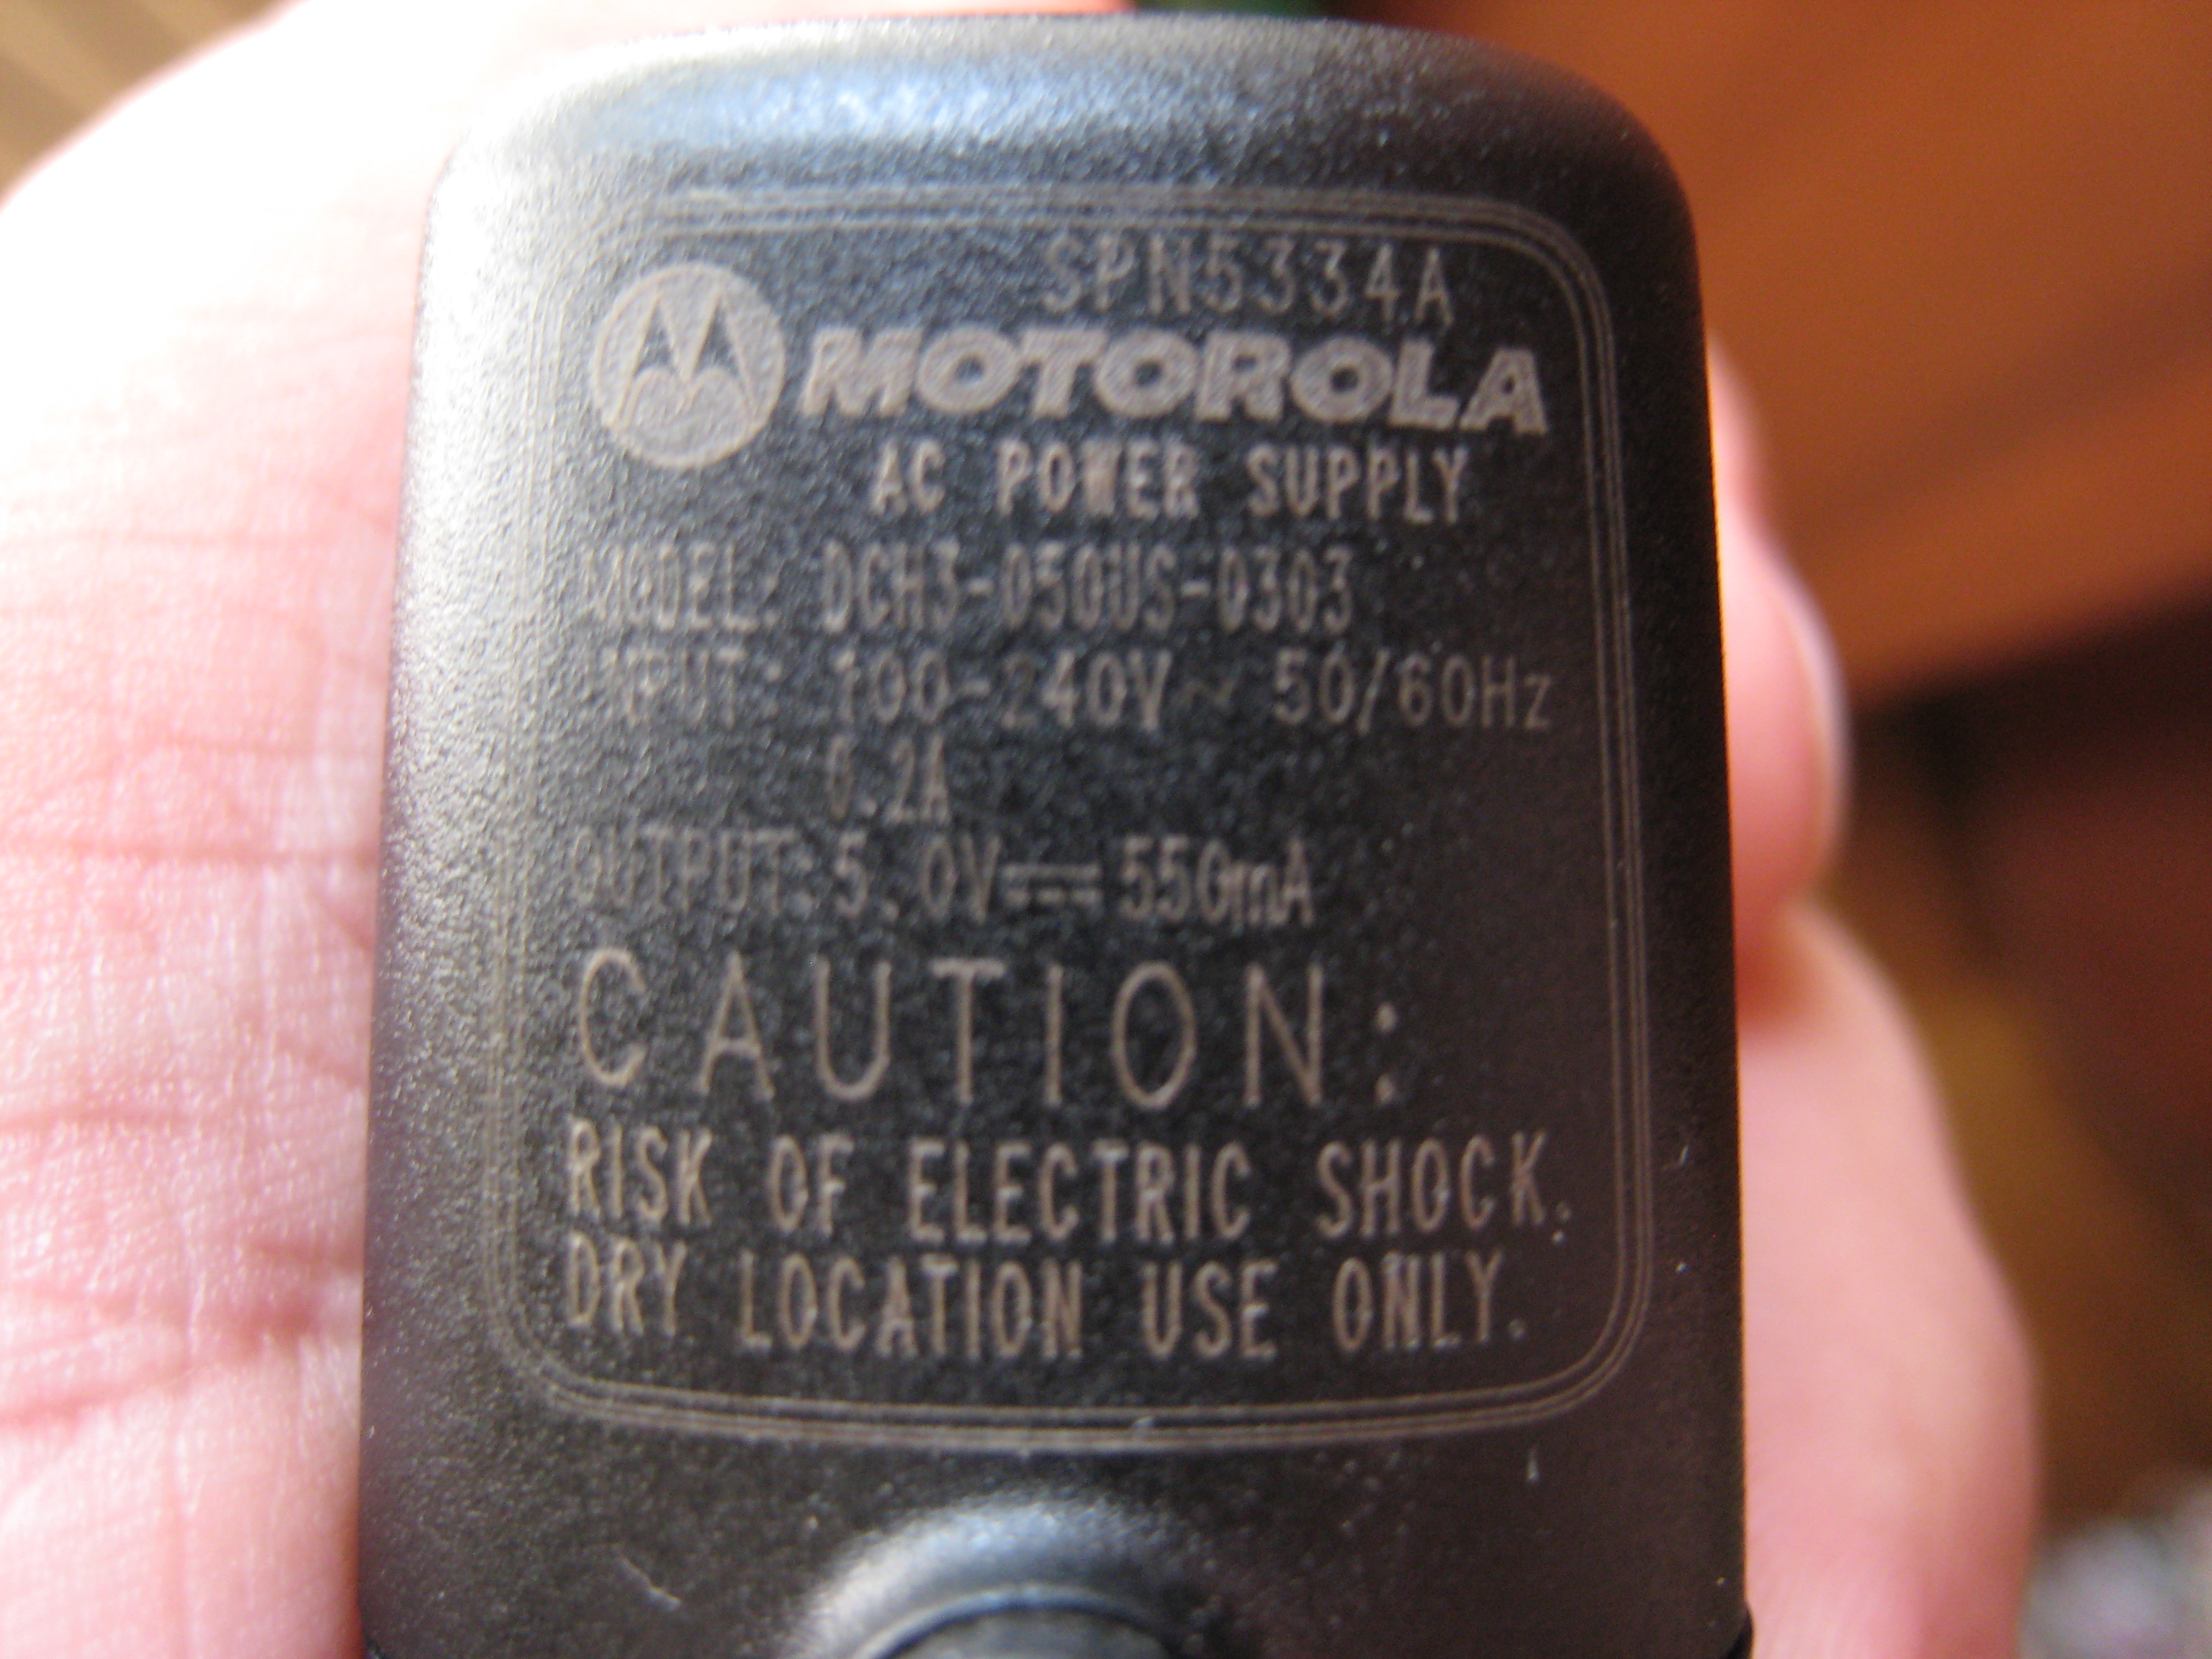 SPN5334A
MOTOROLA
AC POWER SUPPLY
MODEL: DCH3-050US-0303
INPUT: 100-240V~ 50/60Hz
0.2A
OUTPUT: 5.0V⎓550mA
CAUTION:
RISK OF ELECTRIC SHOCK.
DRY LOCATION USE ONLY.